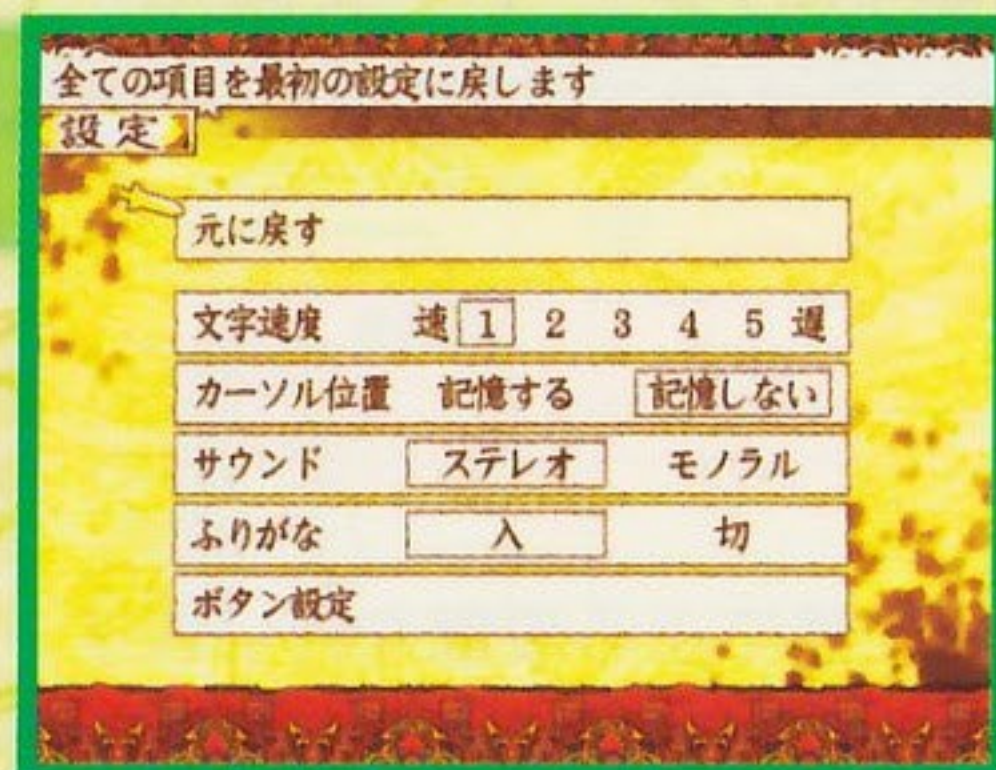 全ての項目を最初の設定に戻します
設定
元に戻す
文字速度 速 1 2 3 4 5 遅
カーソル位置 記憶する 記憶しない
サウンド ステレオ モノラル
ふりがな 入 切
ボタン設定